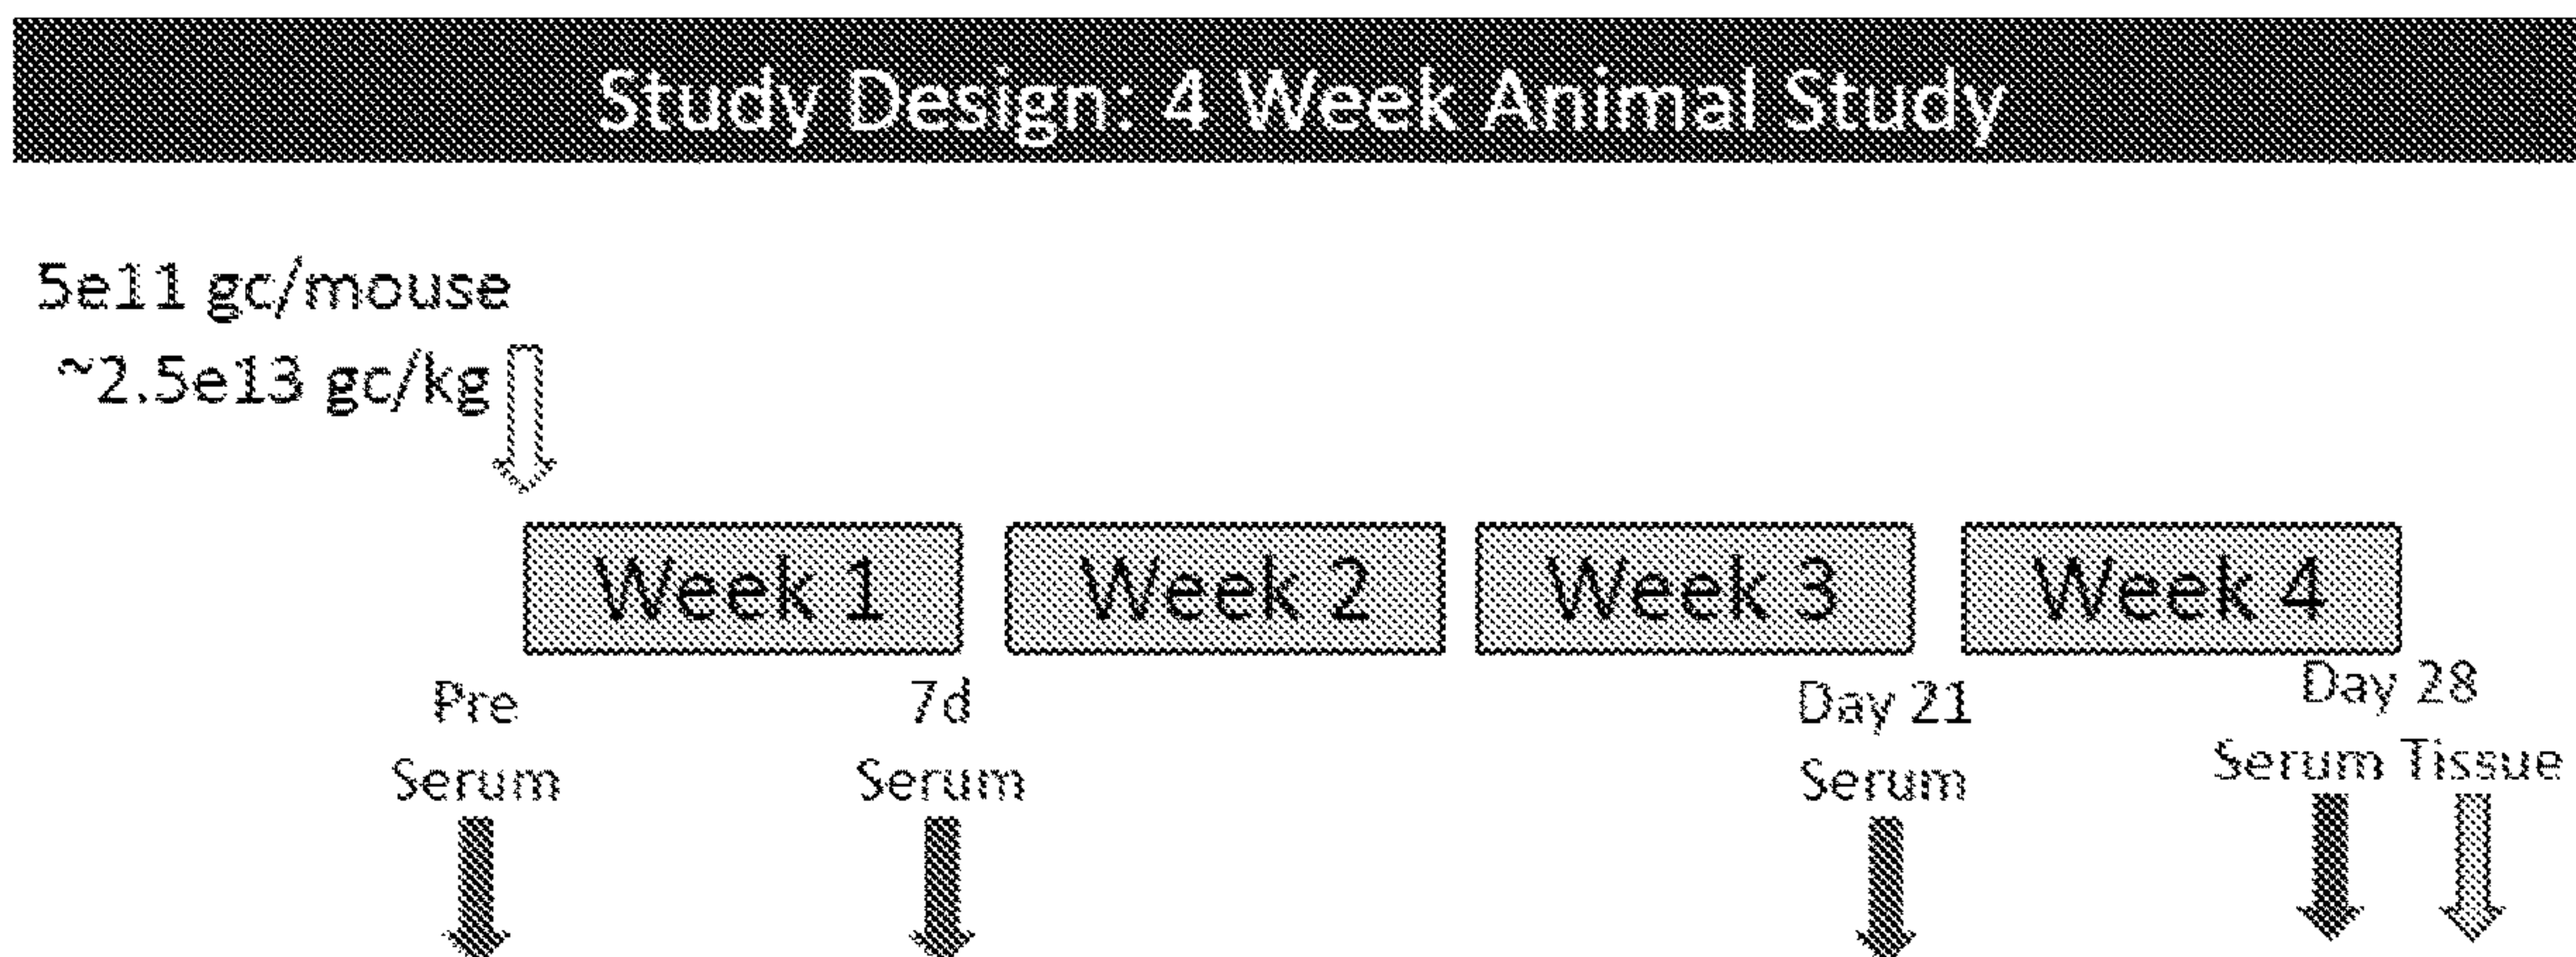 Study Design: 4 Week Animal Study
5e11 gc/mouse
~2.5e13 gc/kg
Week 1
Week 2
Week 3
Week 4
Pre
Serum
7d
Serum
Day 21
Serum
Day 28
Serum Tissue